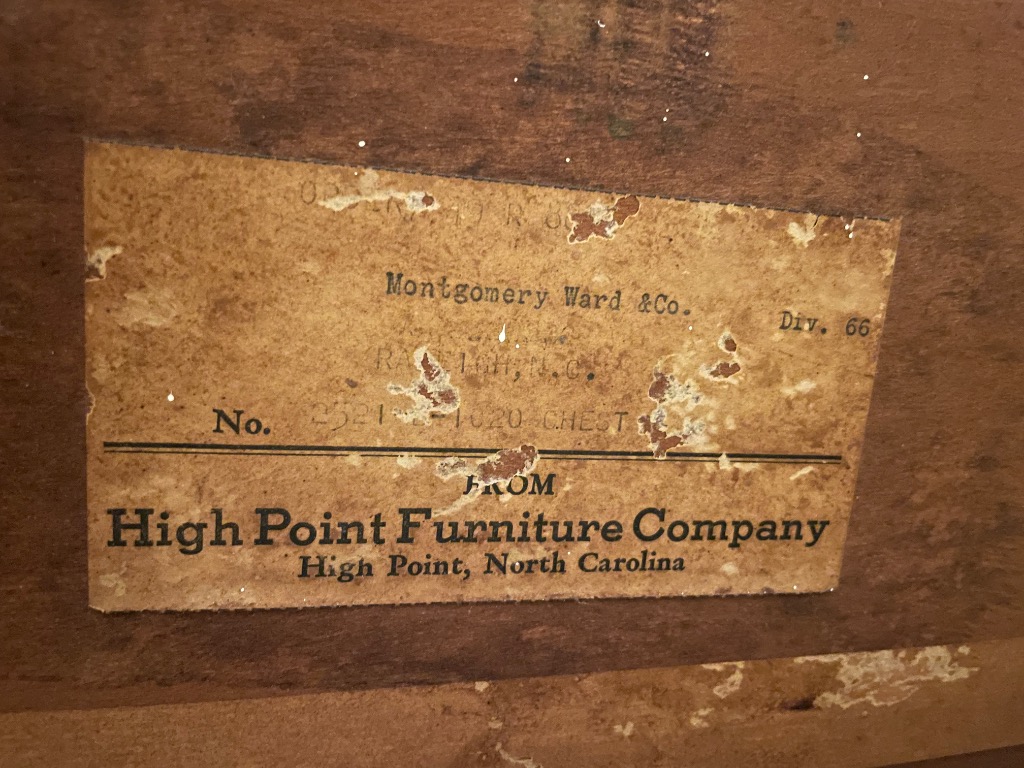 Montgomery Ward &Co.
Div. 66
N.C.
No. CHEST
FROM
High Point Furniture Company
High Point, North Carolina